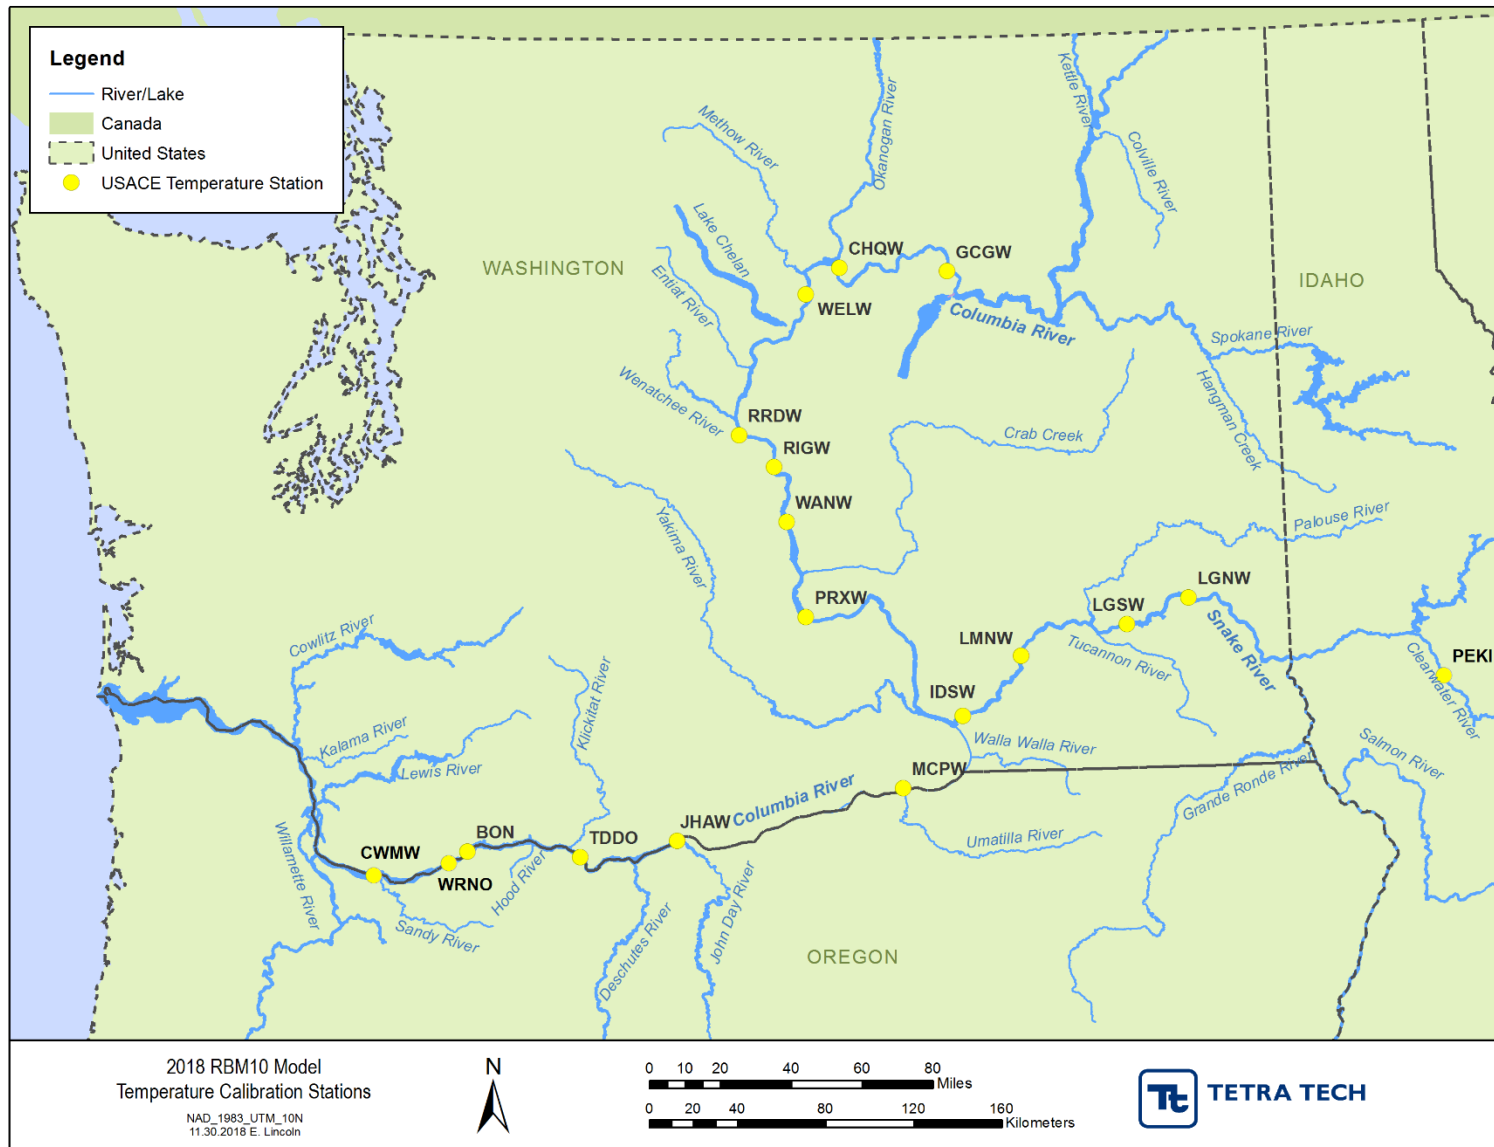 Legend
River/Lake
Canada
United States
USACE Temperature Station
Methow River
Okanogan River
Kettle River
Colville River
Lake Chelan
Entiat River
WASHINGTON
CHQW
GCGW
IDAHO
WELW
Columbia River
Spokane River
Wenatchee River
Hangman Creek
RRDW
Crab Creek
RIGW
WANW
Yakima River
Palouse River
LGNW
PRXW
LGSW
Snake River
LMNW
Tucannon River
Clearwater River
PEKI
Cowlitz River
Klickitat River
IDSW
Walla Walla River
Salmon River
Kalama River
Lewis River
MCPW
Grande Ronde River
Columbia River
JHAW
Umatilla River
Willamette River
BON
TDDO
CWMW
WRNO
Hood River
Sandy River
Deschutes River
John Day River
OREGON
2018 RBM10 Model
Temperature Calibration Stations
NAD_1983_UTM_10N
11.30.2018 E. Lincoln
N
0 10 20 40 60 80
Miles
0 20 40 80 120 160
Kilometers
Tt TETRA TECH